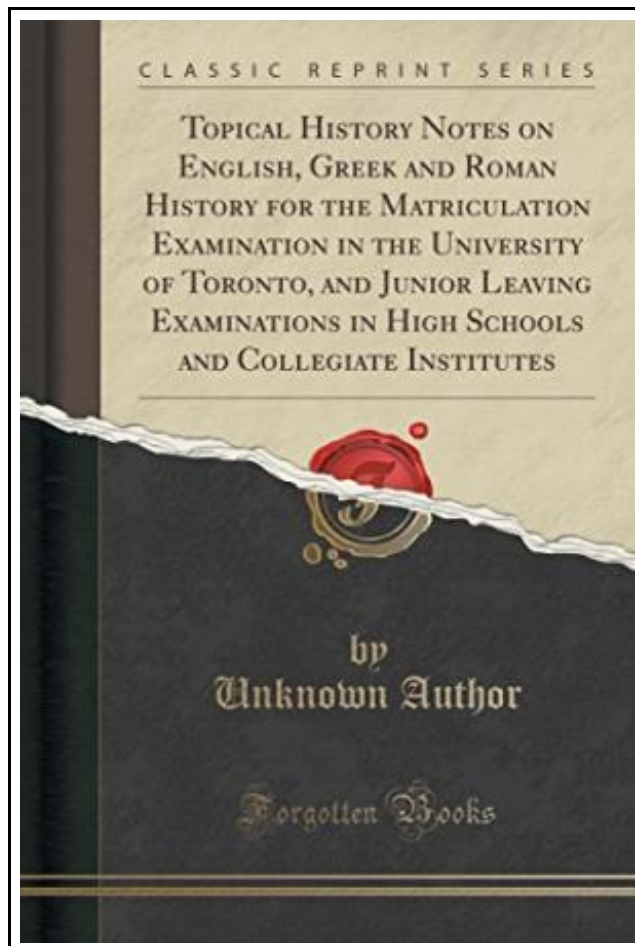 CLASSIC REPRINT SERIES
TOPICAL HISTORY NOTES ON
ENGLISH, GREEK AND ROMAN
HISTORY FOR THE MATRICULATION
EXAMINATION IN THE UNIVERSITY
OF TORONTO, AND JUNIOR LEAVING
EXAMINATIONS IN HIGH SCHOOLS
AND COLLEGIATE INSTITUTES
by
Unknown Author
Forgotten Books